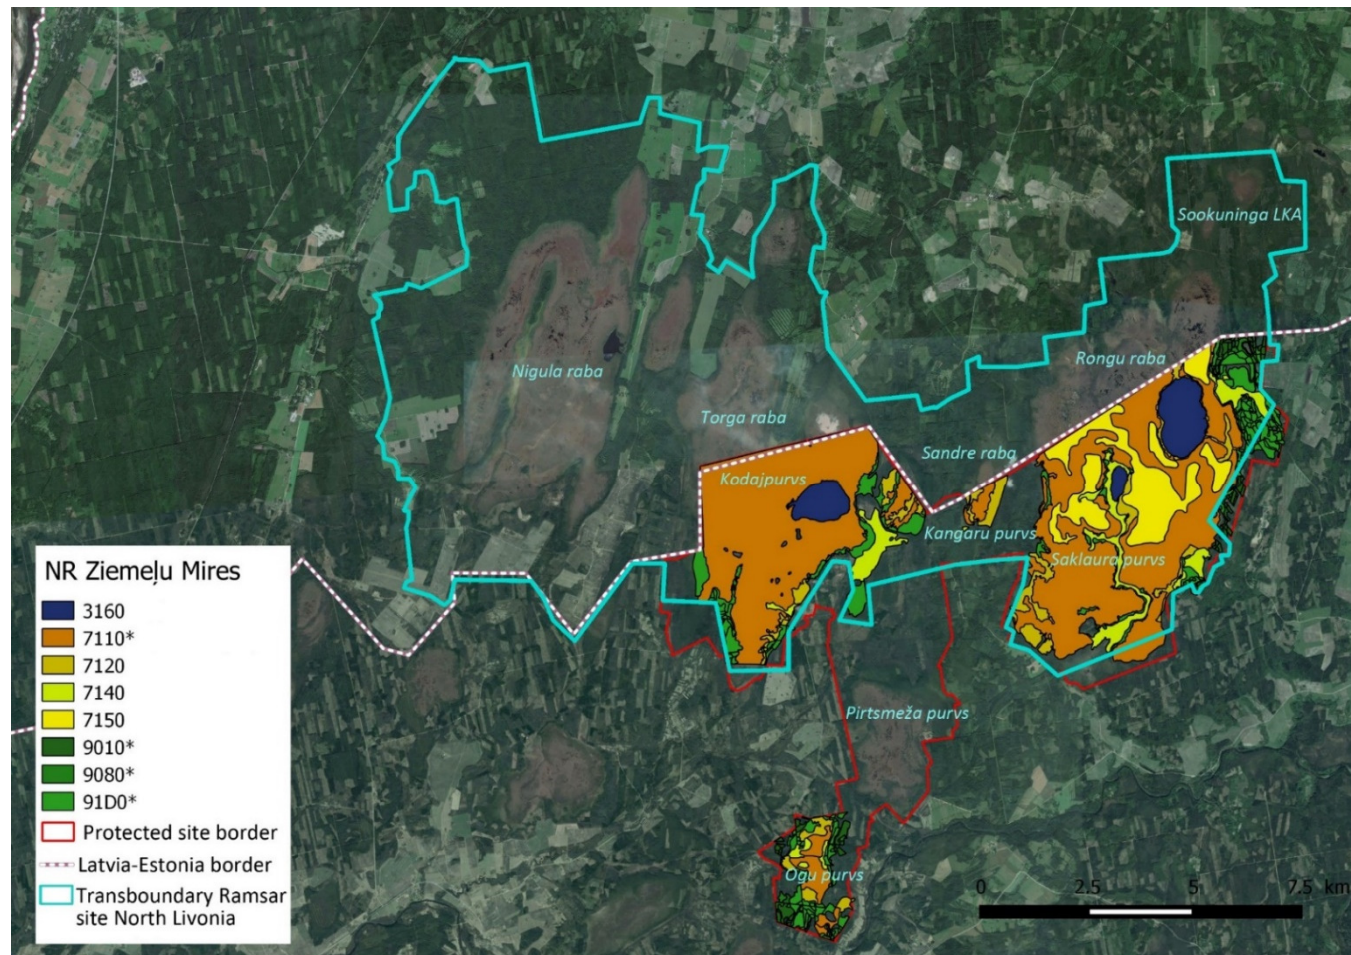 Sookuninga LKA
Rongu raba
Nigula raba
Torga raba
Sandre raba
Kodajpurvs
Kangaru purvs
Saklaura purvs
Pirtsmeža purvs
Ogu purvs
NR Ziemeļu Mires
3160
7110*
7120
7140
7150
9010*
9080*
91D0*
Protected site border
Latvia-Estonia border
Transboundary Ramsar
site North Livonia
0 2.5 5 7.5 km